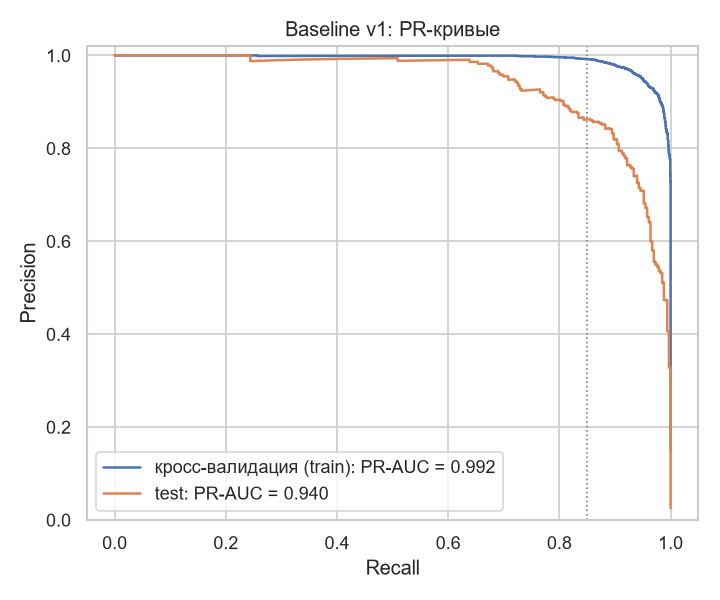 Baseline v1: PR-кривые
1.0
0.8
0.6
0.4
0.2
0.0
Precision
кросс-валидация (train): PR-AUC = 0.992
test: PR-AUC = 0.940
0.0 0.2 0.4 0.6 0.8 1.0
Recall